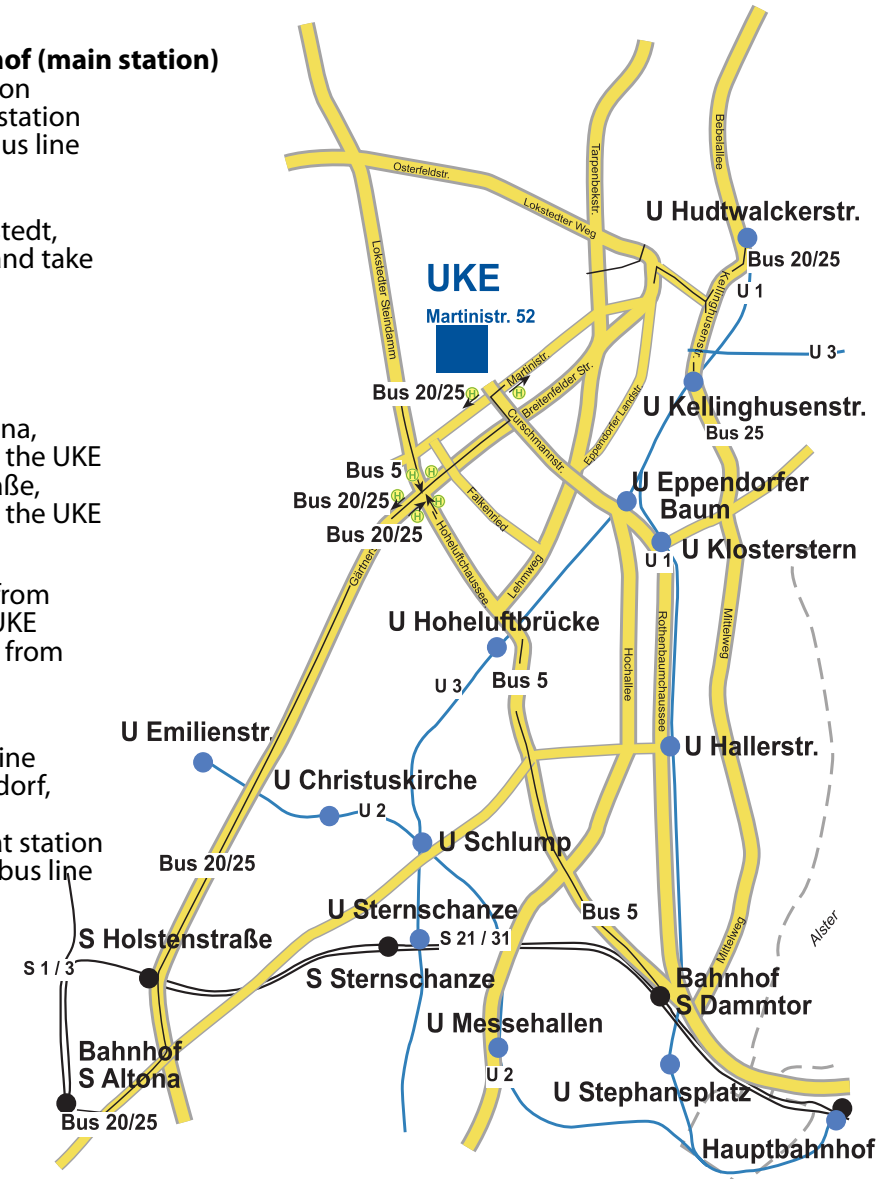 of (main station)
on
station
us line
tedt,
nd take
na,
the UKE
aße,
the UKE
from
UKE
from
ine
dorf,
t station
bus line
Osterfeldstr.
Lokstedter Weg
Tarpenbekstr.
Bebelallee
U Hudtwalckerstr.
Bus 20/25
U 1
Kellinghusenstr.
Lokstedter Steindamm
UKE
Martinistr. 52
U 3
Martinistr.
H
Bus 20/25 H
Breitenfelder Str.
U Kellinghusenstr.
Curschmannstr.
Eppendorfer Landstr.
Bus 25
Bus 5 H
H
Bus 20/25 H
H
H
Bus 20/25
Falkenried
U Eppendorfer
Baum
U Klosterstern
U 1
Gärtners
Hoheluftchaussee
Lehmweg
U Hoheluftbrücke
Hochallee
Rothenbaumchaussee
Mittelweg
U 3
Bus 5
U Emilienstr.
U Hallerstr.
U Christuskirche
U 2
U Schlump
Bus 20/25
U Sternschanze
Bus 5
Mittelweg
Alster
S Holstenstraße
S 21 / 31
S 1 / 3
S Sternschanze
Bahnhof
S Dammtor
U Messehallen
Bahnhof
S Altona
U 2
U Stephansplatz
Bus 20/25
Hauptbahnhof